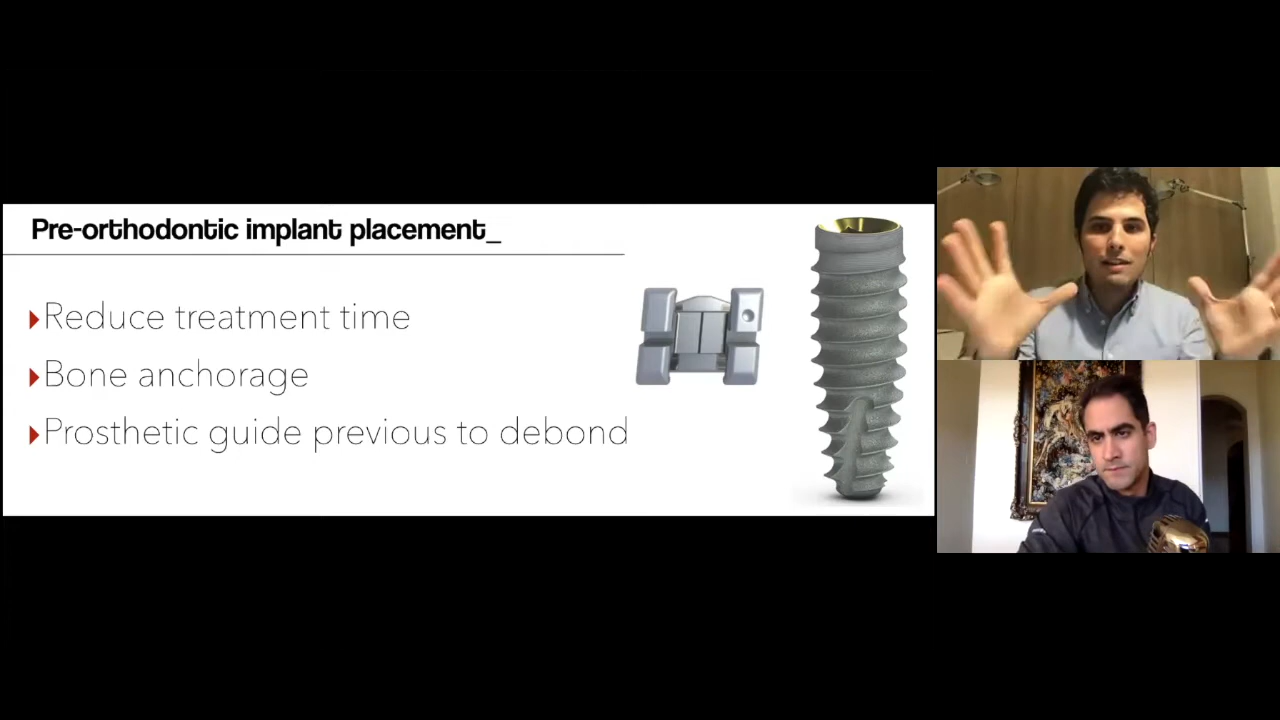 Pre-orthodontic implant placement_
Reduce treatment time
Bone anchorage
Prosthetic guide previous to debond